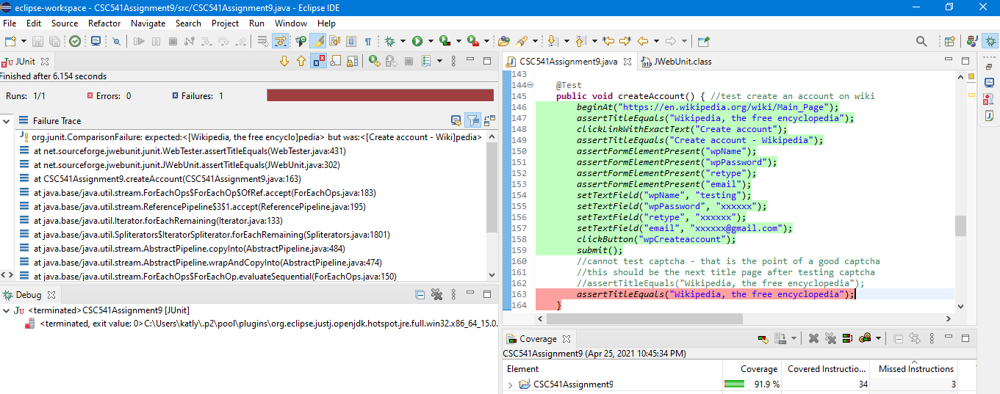 eclipse-workspace - CSC541Assignment9/src/CSC541Assignment9.java - Eclipse IDE
File Edit Source Refactor Navigate Search Project Run Window Help
JUnit
Finished after 6.154 seconds
Runs: 1/1 Errors: 0 Failures: 1
Failure Trace
org.junit.ComparisonFailure: expected:<[Wikipedia, the free encyclo]pedia> but was:<[Create account - Wiki]pedia>
at net.sourceforge.jwebunit.junit.WebTester.assertTitleEquals(WebTester.java:431)
at net.sourceforge.jwebunit.junit.JWebUnit.assertTitleEquals(JWebUnit.java:302)
at CSC541Assignment9.createAccount(CSC541Assignment9.java:163)
at java.base/java.util.stream.ForEachOps$ForEachOp$OfRef.accept(ForEachOps.java:183)
at java.base/java.util.stream.ReferencePipeline$3$1.accept(ReferencePipeline.java:195)
at java.base/java.util.Iterator.forEachRemaining(Iterator.java:133)
at java.base/java.util.Spliterators$IteratorSpliterator.forEachRemaining(Spliterators.java:1801)
at java.base/java.util.stream.AbstractPipeline.copyInto(AbstractPipeline.java:484)
at java.base/java.util.stream.AbstractPipeline.wrapAndCopyInto(AbstractPipeline.java:474)
at java.base/java.util.stream.ForEachOps$ForEachOp.evaluateSequential(ForEachOps.java:150)
Debug
<terminated>CSC541Assignment9 [JUnit]
<terminated, exit value: 0>C:\Users\katly\.p2\pool\plugins\org.eclipse.justj.openjdk.hotspot.jre.full.win32.x86_64_15.0.
CSC541Assignment9.java JWebUnit.class
143
144 @Test
145 public void createAccount() { //test create an account on wiki
146 beginAt("https://en.wikipedia.org/wiki/Main_Page");
147 assertTitleEquals("Wikipedia, the free encyclopedia");
148 clickLinkWithExactText("Create account");
149 assertTitleEquals("Create account - Wikipedia");
150 assertFormElementPresent("wpName");
151 assertFormElementPresent("wpPassword");
152 assertFormElementPresent("retype");
153 assertFormElementPresent("email");
154 setTextField("wpName", "testing");
155 setTextField("wpPassword", "xxxxxx");
156 setTextField("retype", "xxxxxx");
157 setTextField("email", "xxxxxx@gmail.com");
158 clickButton("wpCreateaccount");
159 submit();
160 //cannot test captcha - that is the point of a good captcha
161 //this should be the next title page after testing captcha
162 //assertTitleEquals("Wikipedia, the free encyclopedia");
163 assertTitleEquals("Wikipedia, the free encyclopedia");
164 }
Coverage
CSC541Assignment9 (Apr 25, 2021 10:45:34 PM)
Element Coverage Covered Instructio... Missed Instructions
CSC541Assignment9 91.9 % 34 3